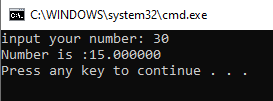 C:\WINDOWS\system32\cmd.exe
input your number: 30
Number is :15.000000
Press any key to continue . . .